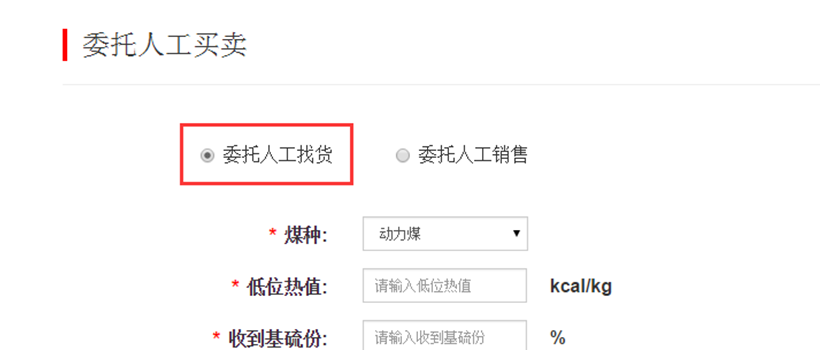 委托人工买卖
委托人工找货 委托人工销售
* 煤种: 动力煤
* 低位热值: 请输入低位热值 kcal/kg
* 收到基硫份: 请输入收到基硫份 %